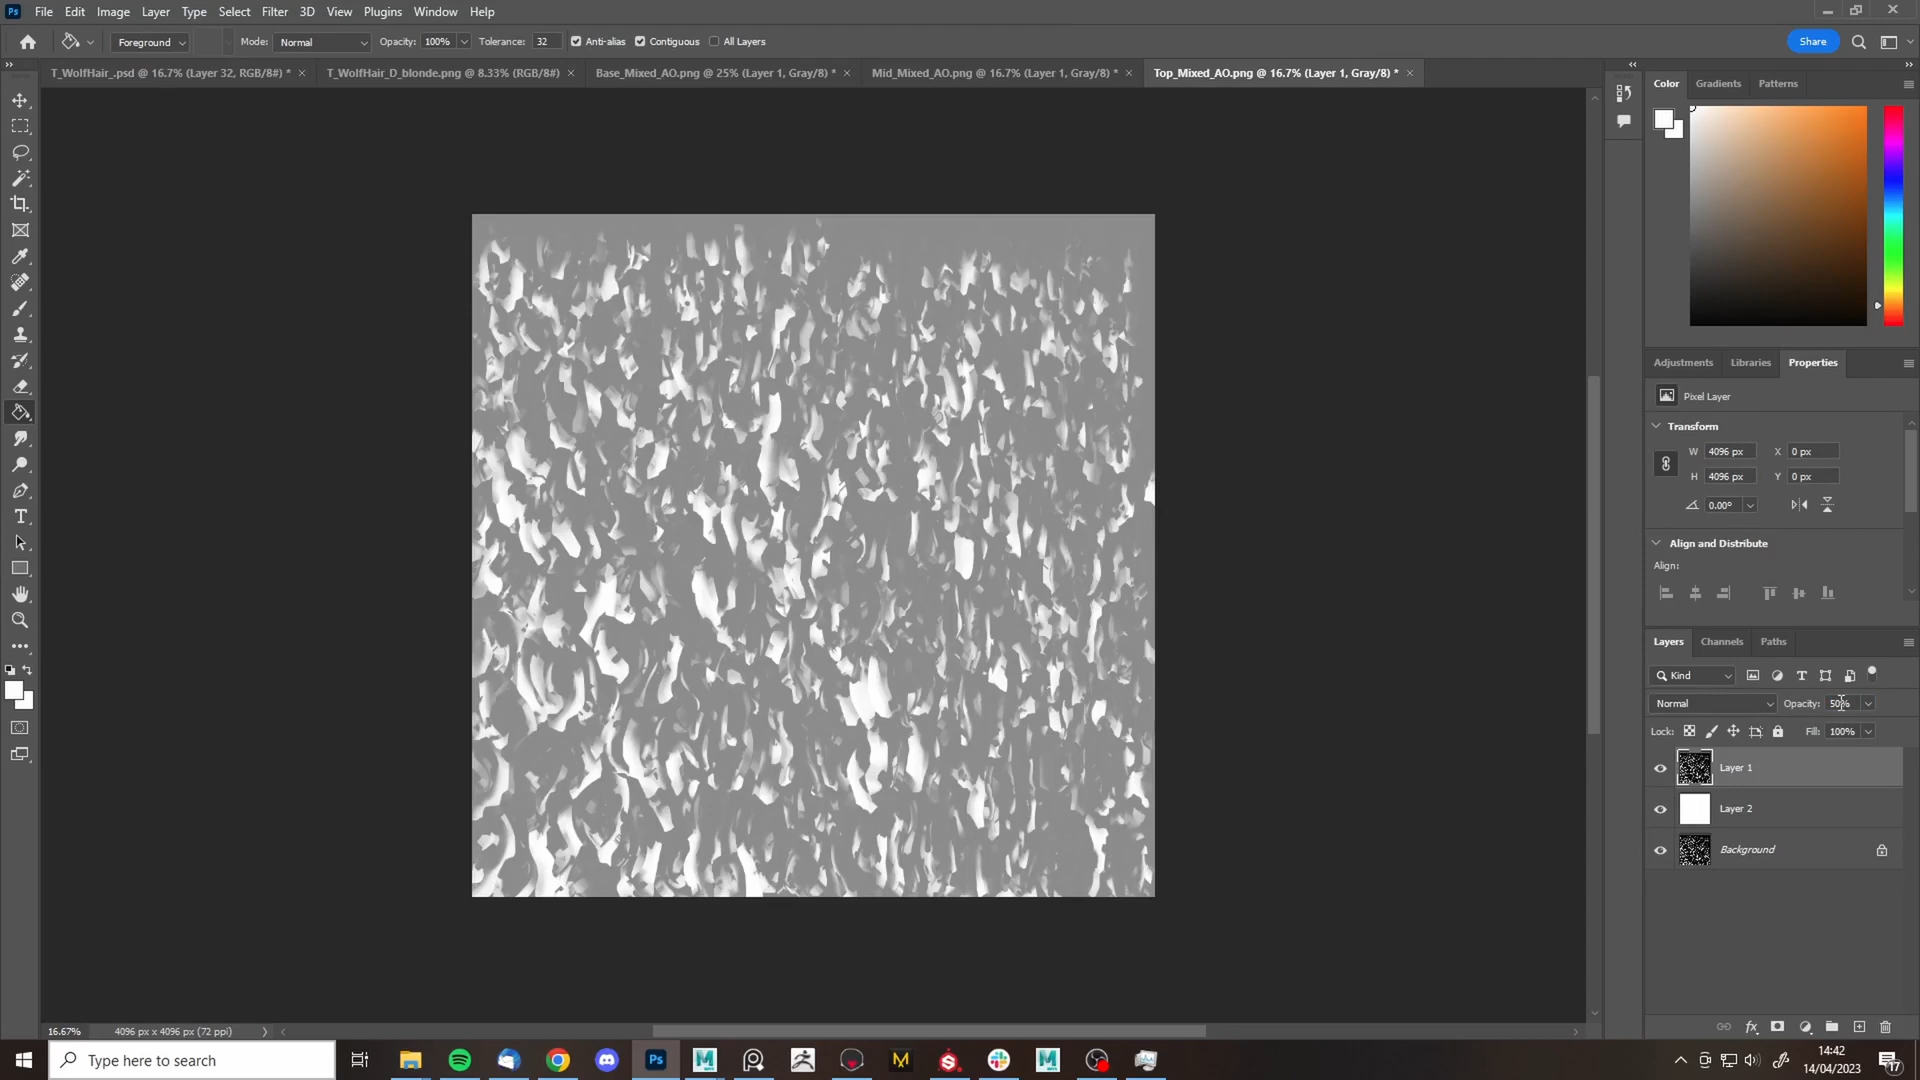 Ps File Edit Image Layer Type Select Filter 3D View Plugins Window Help
Foreground Mode: Normal Opacity: 100% Tolerance: 32 Anti-alias Contiguous All Layers Share
T_WolfHair_.psd @ 16.7% (Layer 32, RGB/8#) * T_WolfHair_D_blonde.png @ 8.33% (RGB/8#) Base_Mixed_AO.png @ 25% (Layer 1, Gray/8) * Mid_Mixed_AO.png @ 16.7% (Layer 1, Gray/8) * Top_Mixed_AO.png @ 16.7% (Layer 1, Gray/8) *
Color Gradients Patterns
Adjustments Libraries Properties
Pixel Layer
Transform
W 4096 px X 0 px
H 4096 px Y 0 px
0.00°
Align and Distribute
Align:
Layers Channels Paths
Kind
Normal Opacity: 50%
Lock: Fill: 100%
Layer 1
Layer 2
Background
16.67% 4096 px x 4096 px (72 ppi)
Type here to search
Ps
14:42
14/04/2023
17